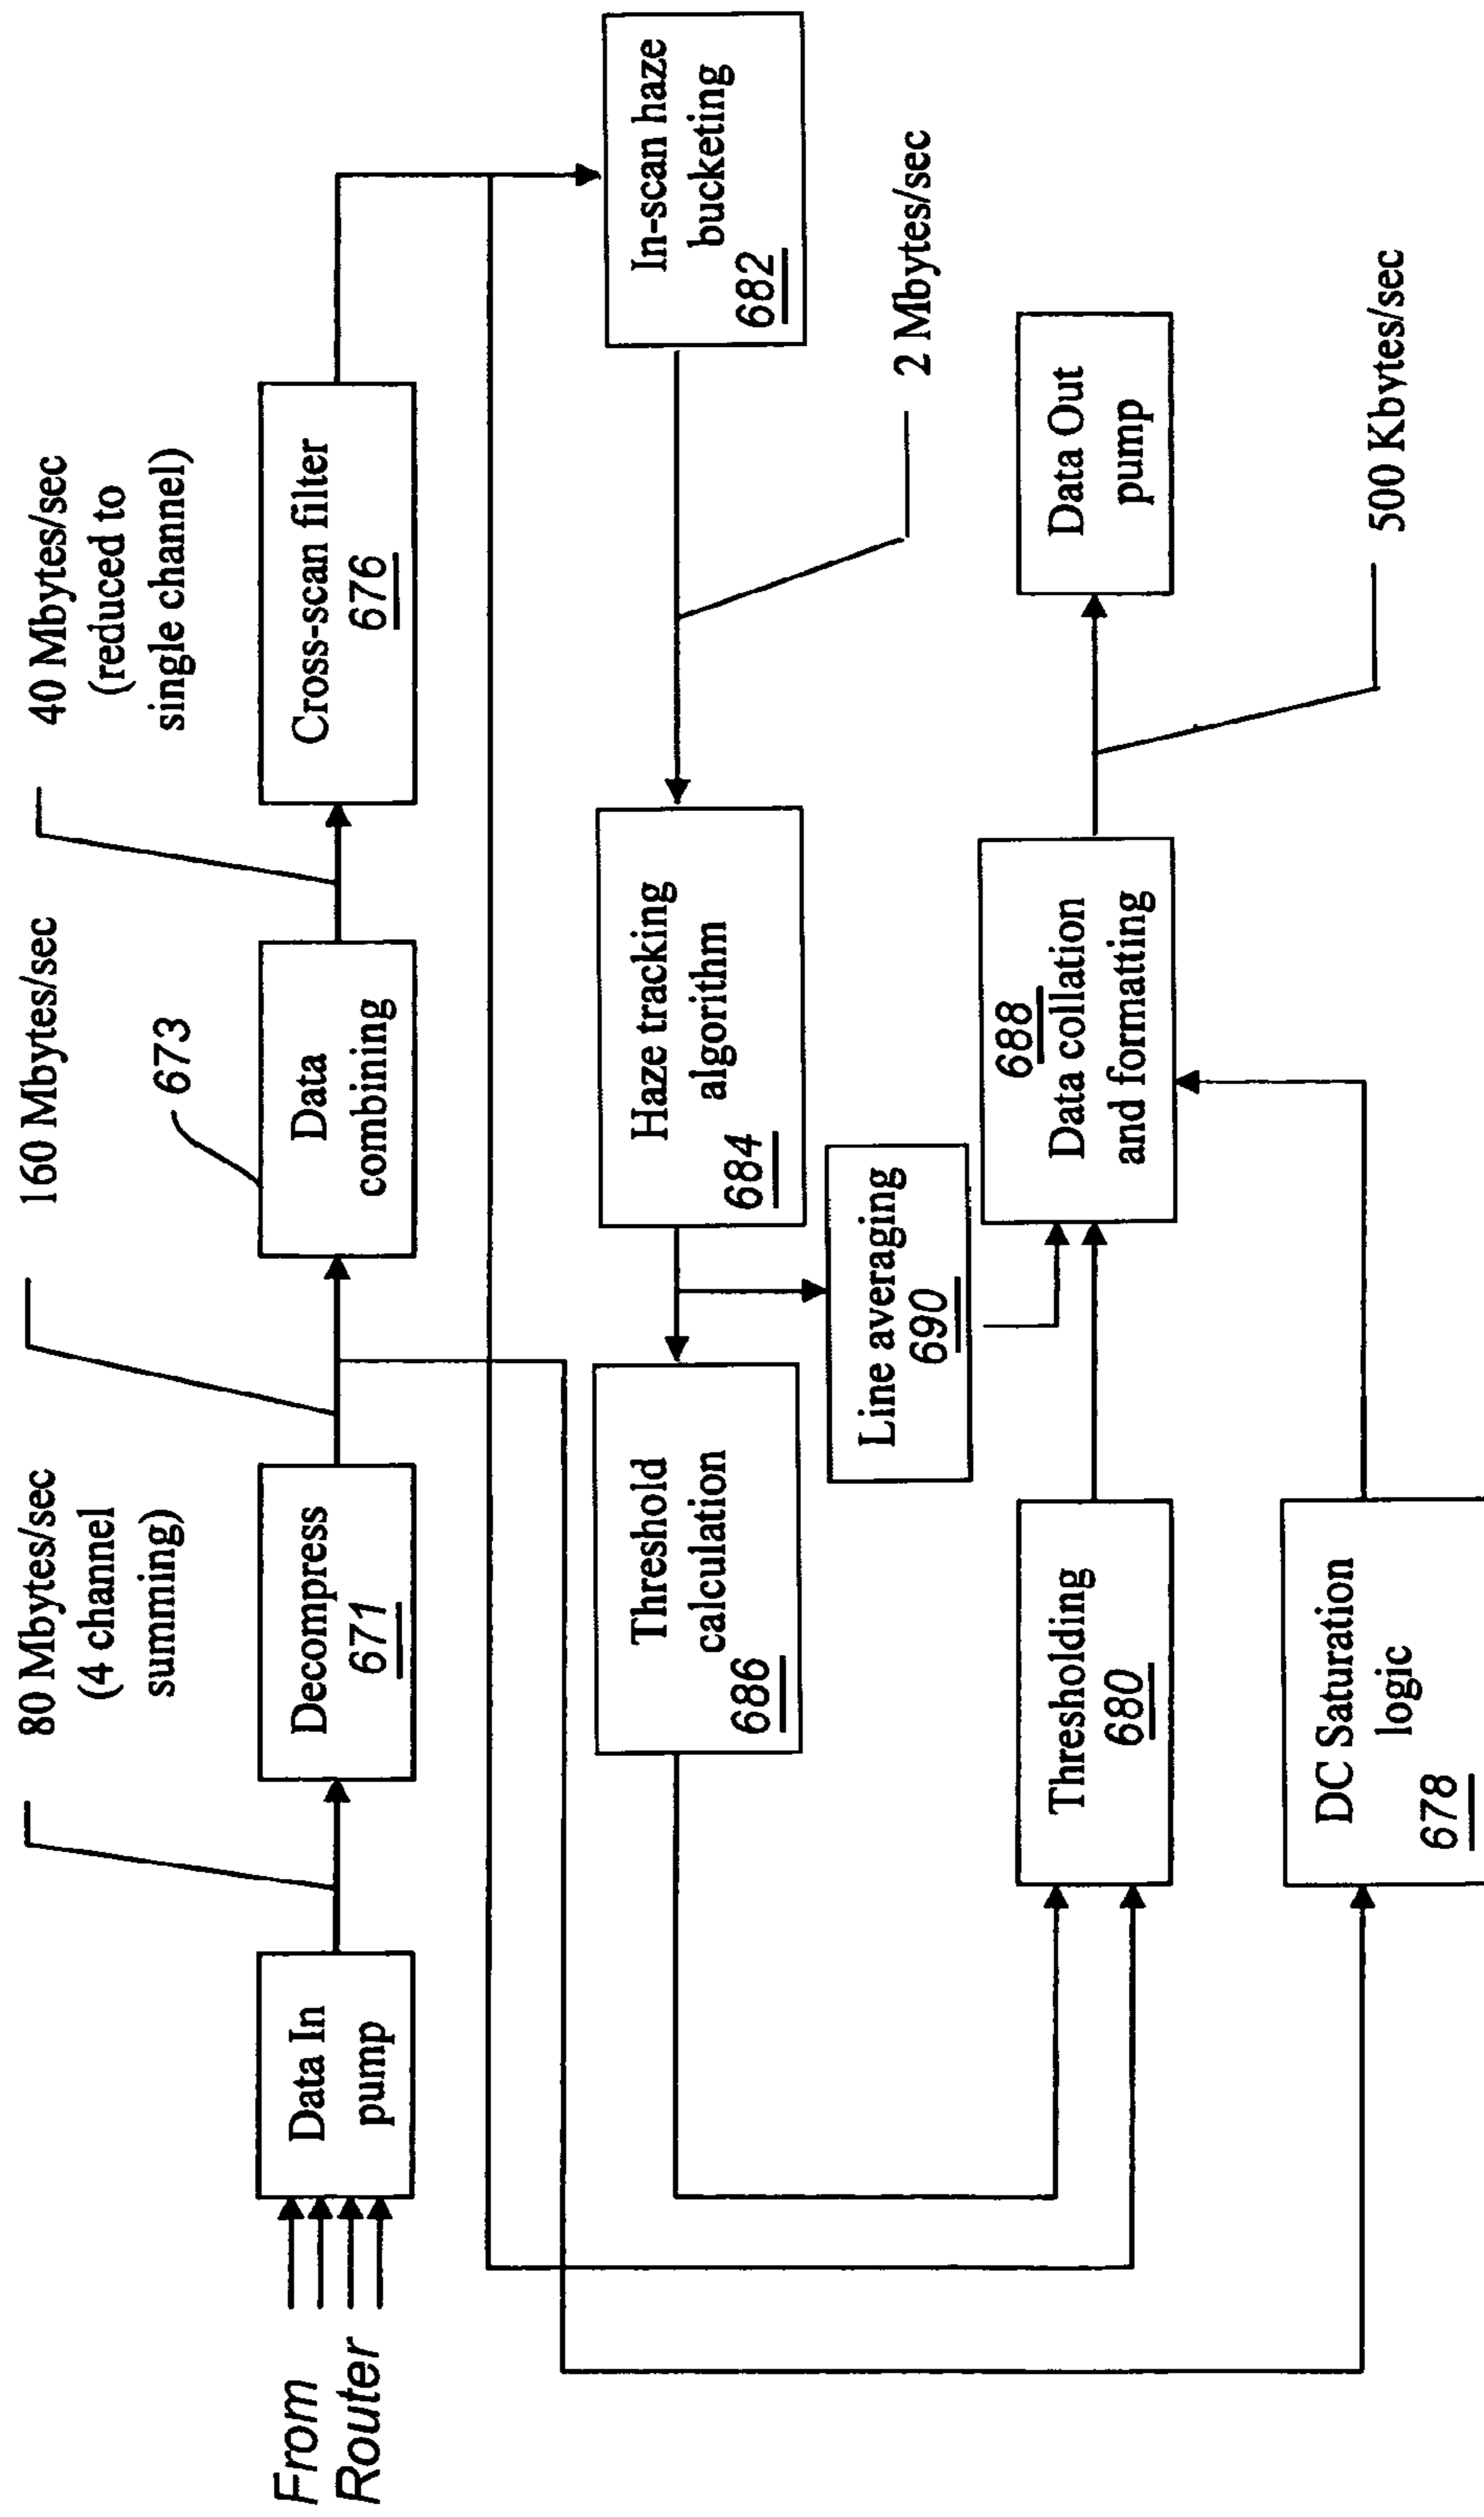 80 Mbytes/sec
(4 channel
summing)
160 Mbytes/sec
40 Mbytes/sec
(reduced to
single channel)
673
From
Router
Data In
pump
Decompress
671
Data
combining
Cross-scan filter
676
Threshold
calculation
686
Haze tracking
algorithm
684
In-scan haze
bucketing
682
Line averaging
690
2 Mbytes/sec
Thresholding
680
688
Data collation
and formatting
Data Out
pump
DC Saturation
logic
678
500 Kbytes/sec